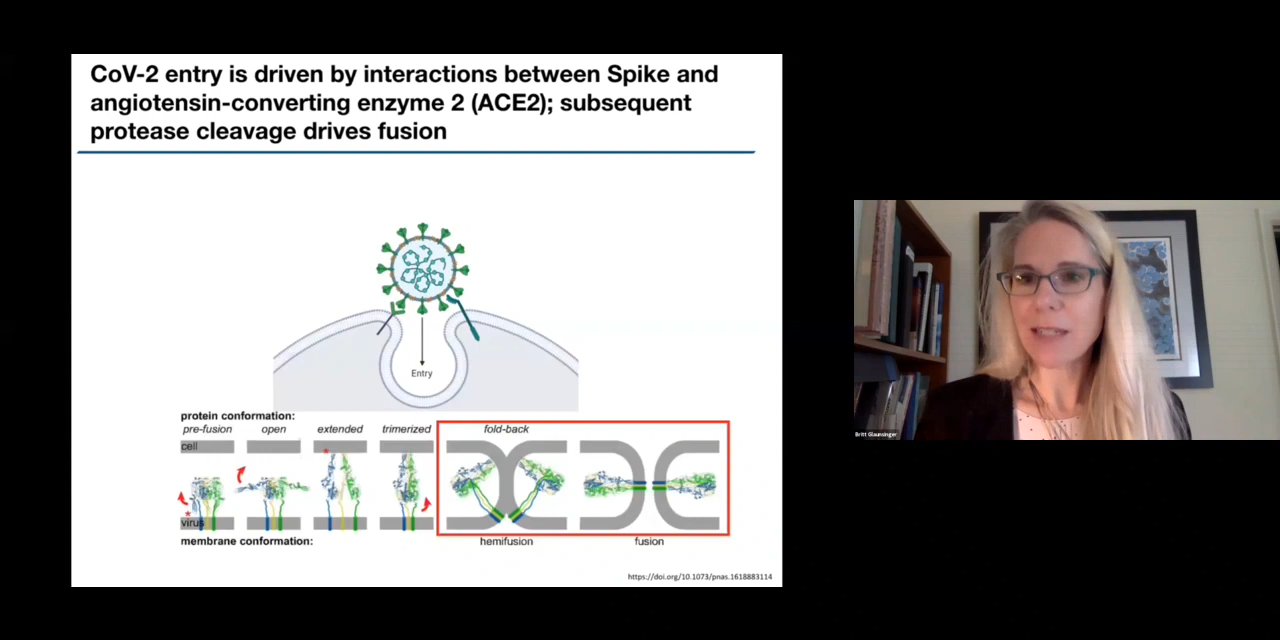 CoV-2 entry is driven by interactions between Spike and
angiotensin-converting enzyme 2 (ACE2); subsequent
protease cleavage drives fusion
Entry
protein conformation:
pre-fusion open extended trimerized fold-back
cell
virus
membrane conformation: hemifusion fusion
https://doi.org/10.1073/pnas.1618883114
Britt Glaunsinger